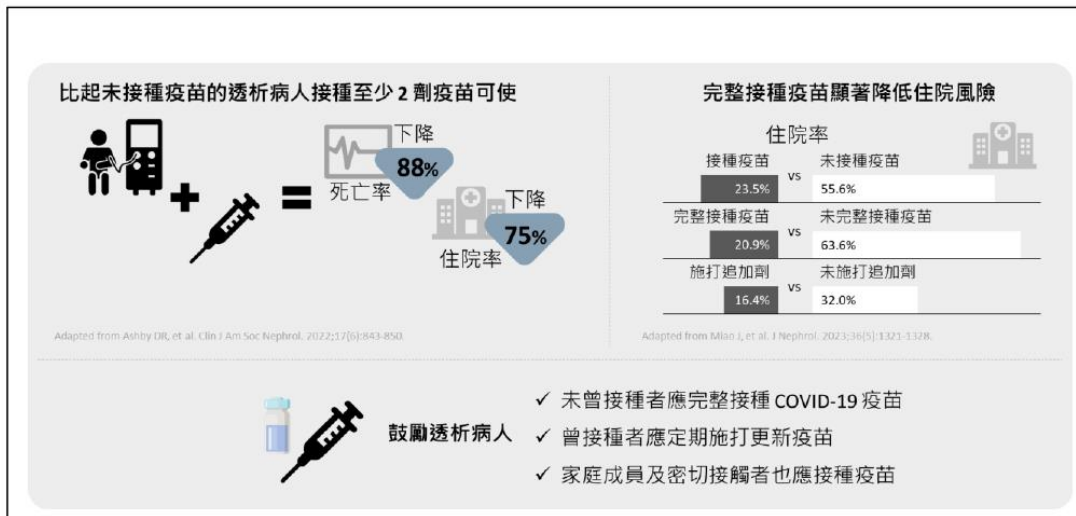 比起未接種疫苗的透析病人接種至少 2 劑疫苗可使
下降
88%
死亡率
下降
75%
住院率
Adapted from Ashby DR, et al. Clin J Am Soc Nephrol. 2022;17(6):843-850.
完整接種疫苗顯著降低住院風險
住院率
接種疫苗 vs 未接種疫苗
23.5% 55.6%
完整接種疫苗 vs 未完整接種疫苗
20.9% 63.6%
施打追加劑 vs 未施打追加劑
16.4% 32.0%
Adapted from Miao J, et al. J Nephrol. 2023;36(5):1321-1328.
鼓勵透析病人
✓ 未曾接種者應完整接種 COVID-19 疫苗
✓ 曾接種者應定期施打更新疫苗
✓ 家庭成員及密切接觸者也應接種疫苗